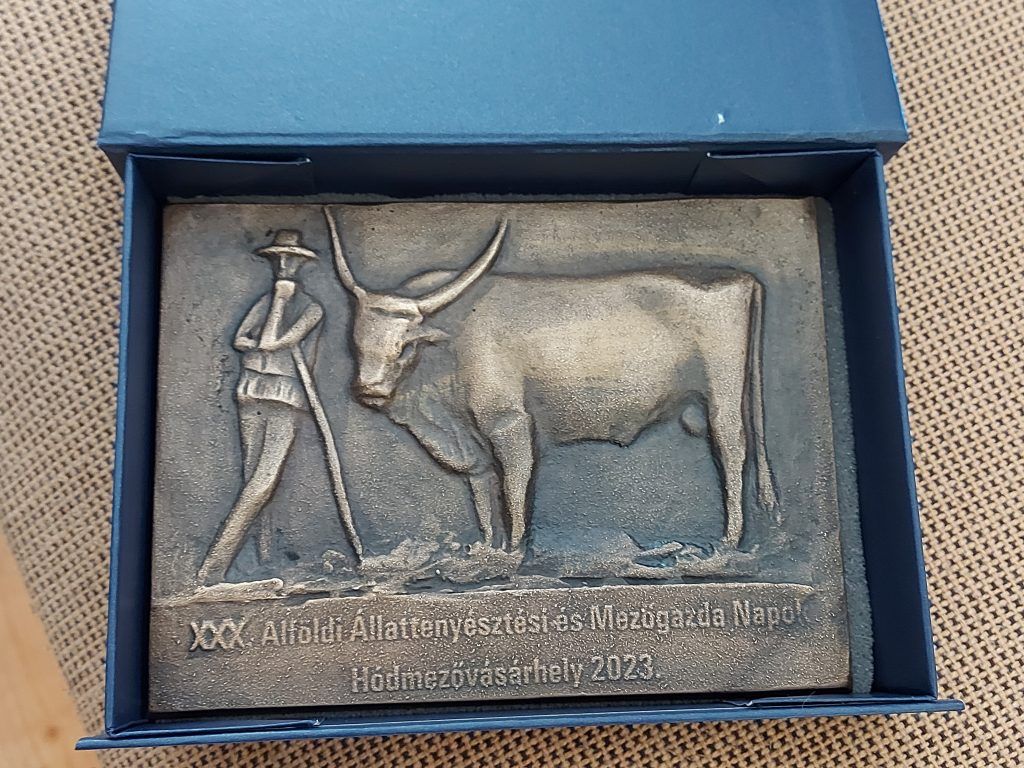 XXX. Alföldi Állattenyésztési és Mezőgazda Napok
Hódmezővásárhely 2023.